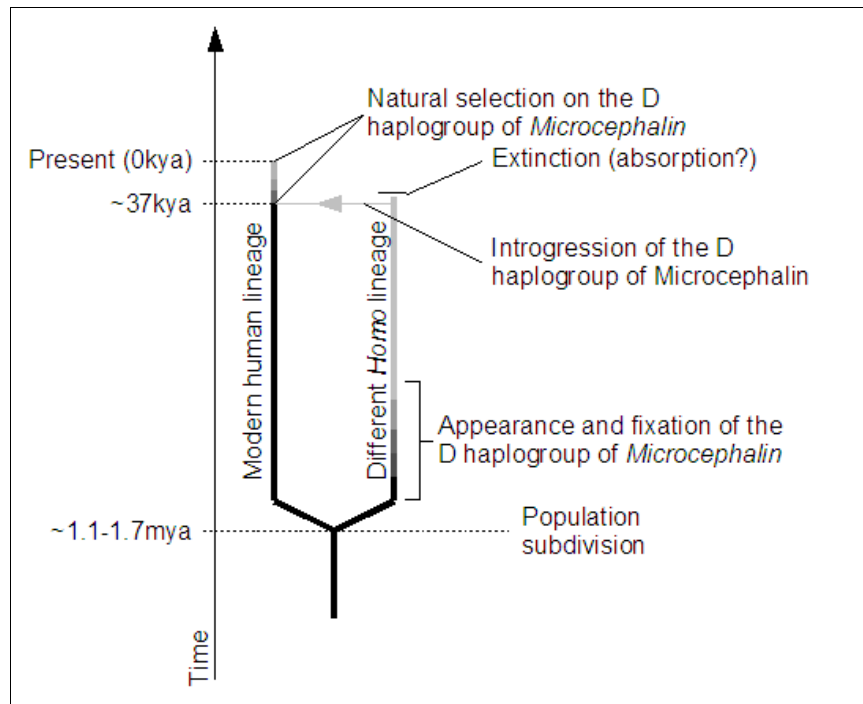 Natural selection on the D
haplogroup of Microcephalin
Present (0kya)
Extinction (absorption?)
~37kya
Introgression of the D
haplogroup of Microcephalin
Modern human lineage
Different Homo lineage
Appearance and fixation of the
D haplogroup of Microcephalin
~1.1-1.7mya
Population
subdivision
Time